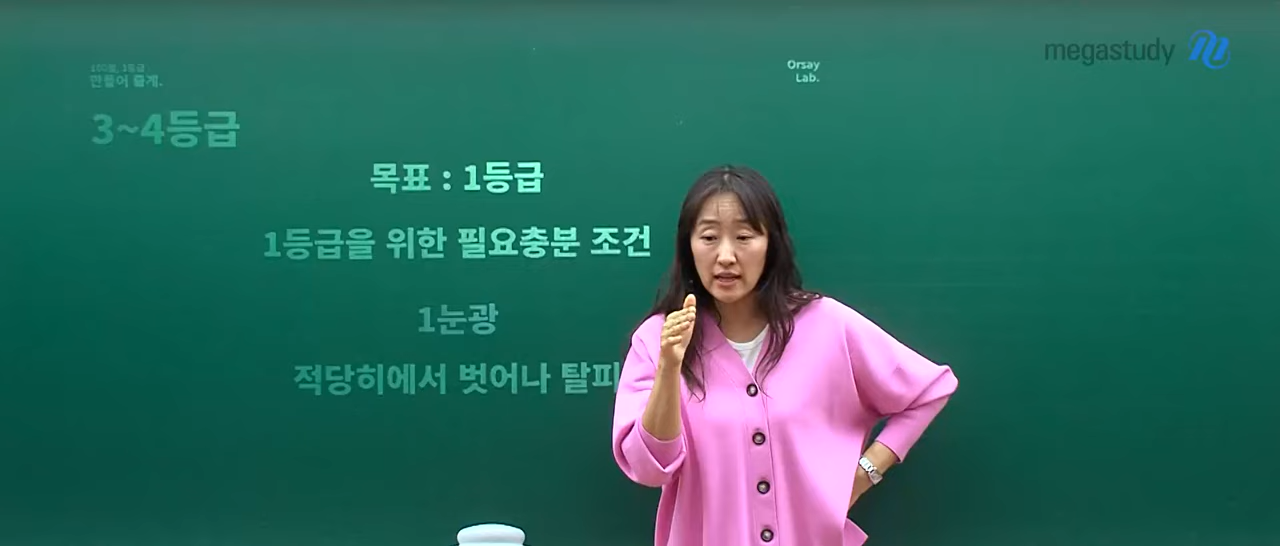 100점, 1등급
만들어 줄게.
Orsay
Lab.
megastudy
3~4등급
목표 : 1등급
1등급을 위한 필요충분 조건
1눈광
적당히에서 벗어나 탈피